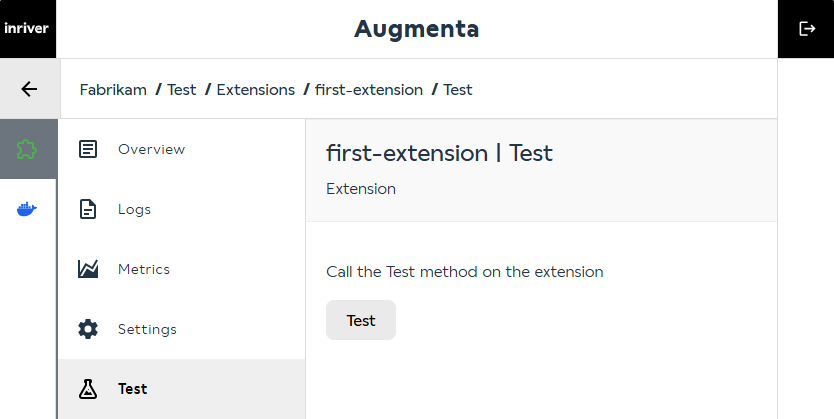 inriver
Augmenta
Fabrikam / Test / Extensions / first-extension / Test
Overview
Logs
Metrics
Settings
Test
first-extension | Test
Extension
Call the Test method on the extension
Test